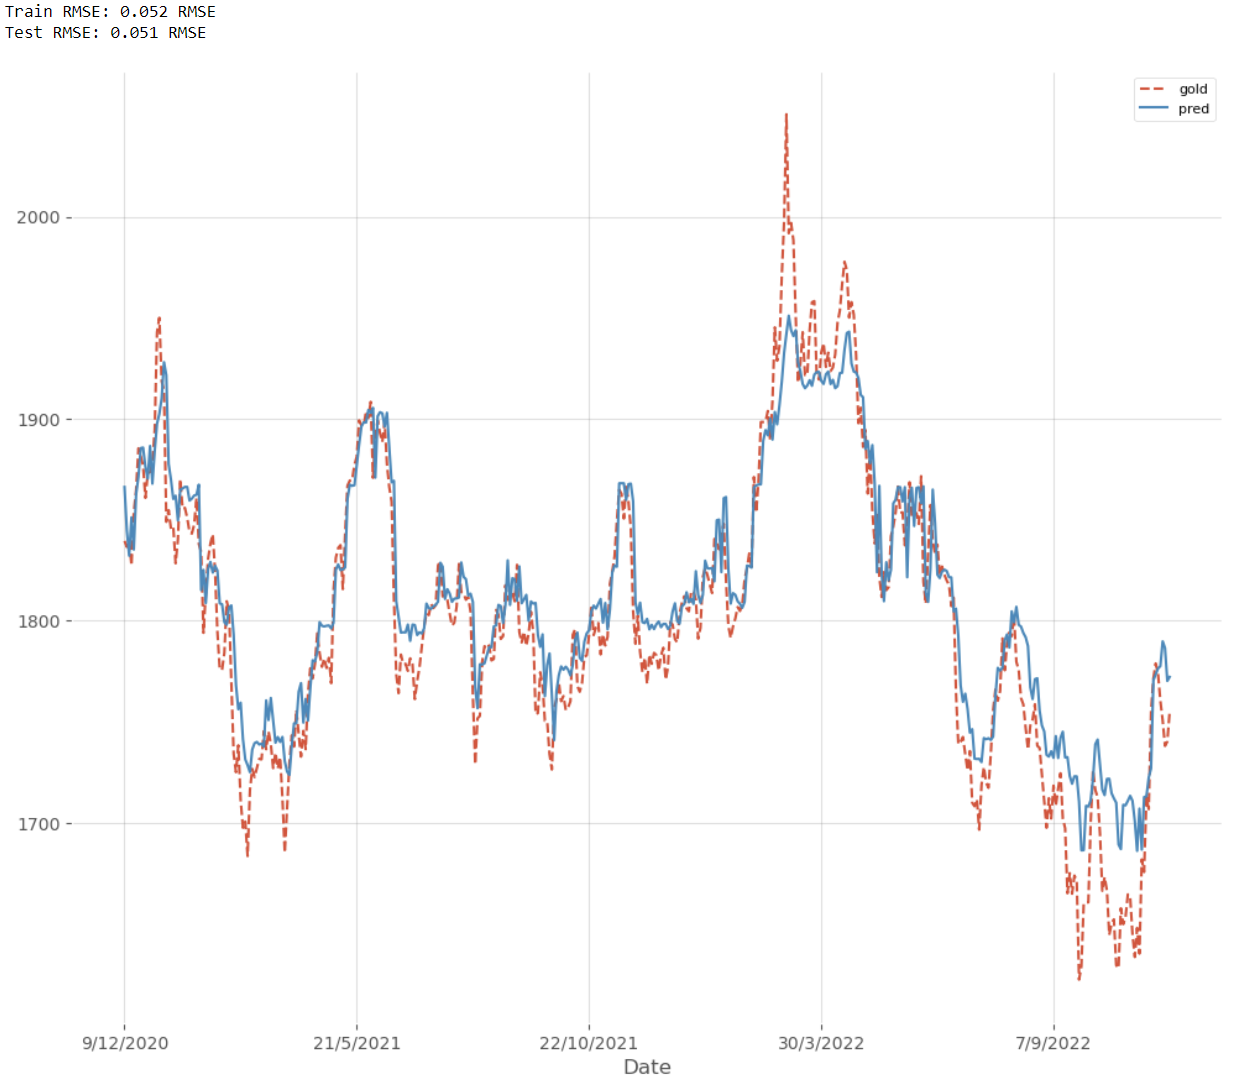 Train RMSE: 0.052 RMSE
Test RMSE: 0.051 RMSE
gold
pred
2000
1900
1800
1700
9/12/2020 21/5/2021 22/10/2021 30/3/2022 7/9/2022
Date